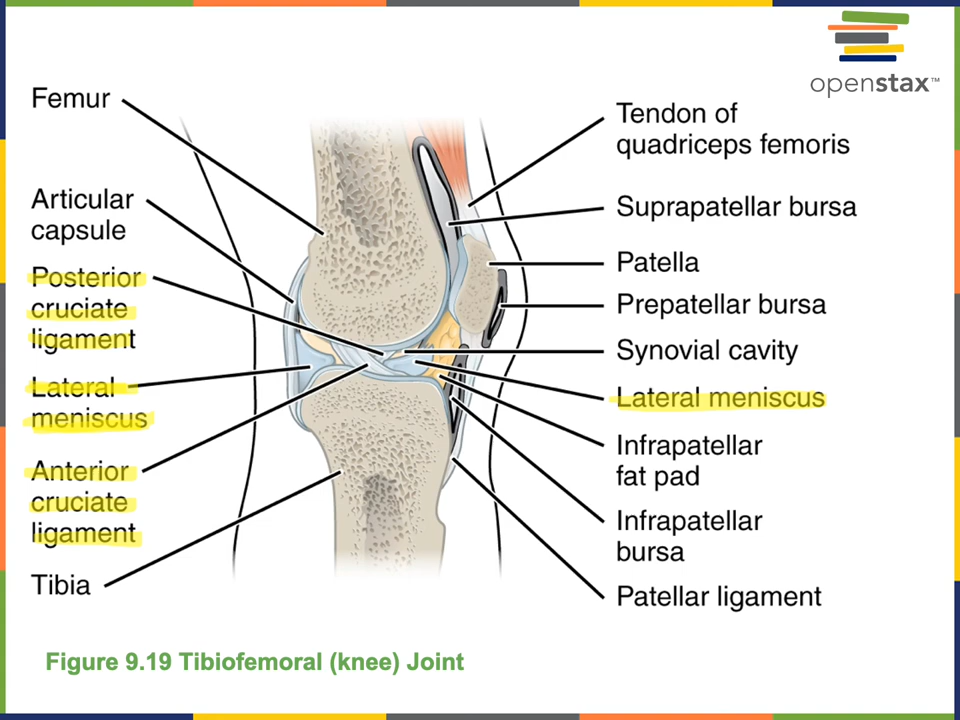 openstax™
Femur
Articular
capsule
Posterior
cruciate
ligament
Lateral
meniscus
Anterior
cruciate
ligament
Tibia
Tendon of
quadriceps femoris
Suprapatellar bursa
Patella
Prepatellar bursa
Synovial cavity
Lateral meniscus
Infrapatellar
fat pad
Infrapatellar
bursa
Patellar ligament
Figure 9.19 Tibiofemoral (knee) Joint